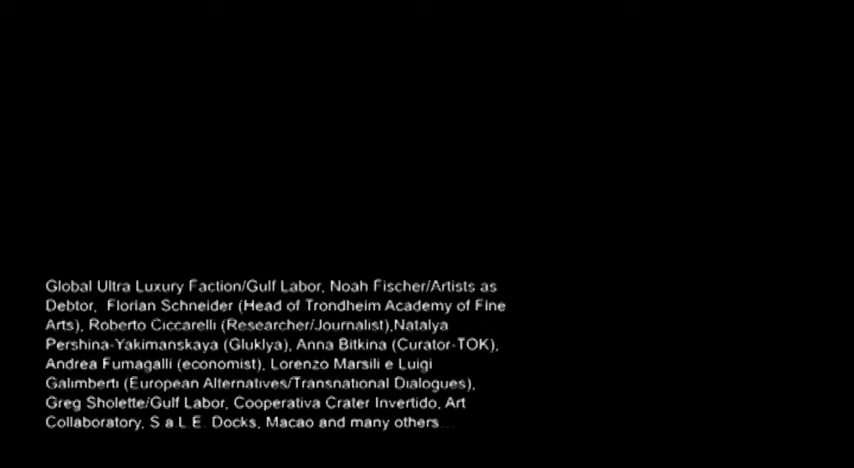 Global Ultra Luxury Faction/Gulf Labor, Noah Fischer/Artists as
Debtor, Florian Schneider (Head of Trondheim Academy of Fine
Arts), Roberto Ciccarelli (Researcher/Journalist),Natalya
Pershina-Yakimanskaya (Gluklya), Anna Bitkina (Curator-TOK),
Andrea Fumagalli (economist), Lorenzo Marsili e Luigi
Galimberti (European Alternatives/Transnational Dialogues),
Greg Sholette/Gulf Labor, Cooperativa Crater Invertido, Art
Collaboratory, S.a.L.E. Docks, Macao and many others...